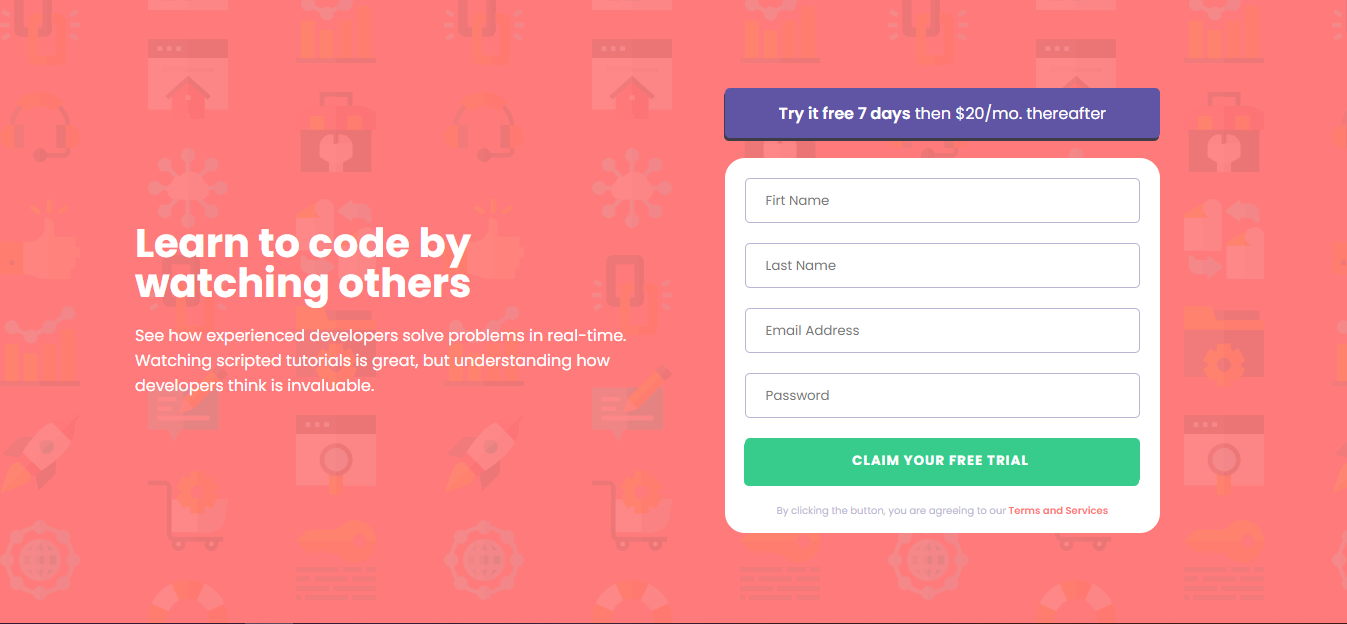 Learn to code by
watching others
See how experienced developers solve problems in real-time.
Watching scripted tutorials is great, but understanding how
developers think is invaluable.
Try it free 7 days then $20/mo. thereafter
Firt Name
Last Name
Email Address
Password
CLAIM YOUR FREE TRIAL
By clicking the button, you are agreeing to our Terms and Services